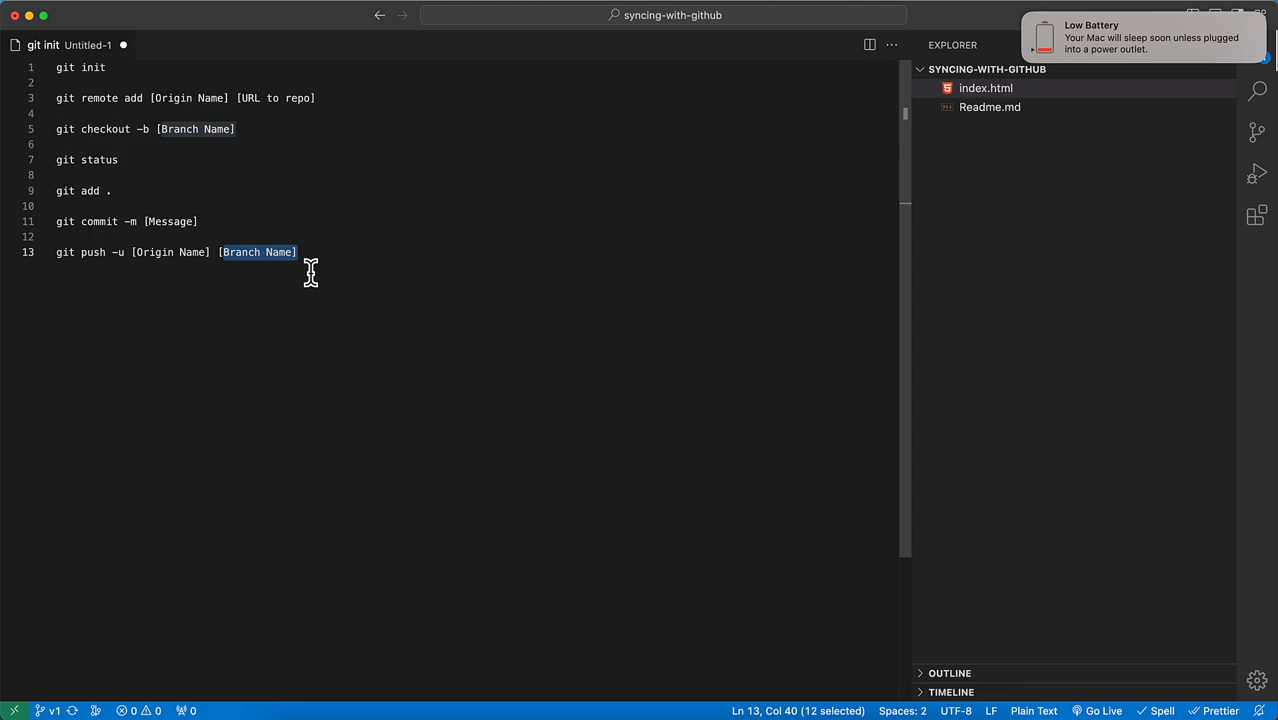 syncing-with-github
Low Battery
Your Mac will sleep soon unless plugged
into a power outlet.
git init Untitled-1
EXPLORER
1 git init
2
3 git remote add [Origin Name] [URL to repo]
4
5 git checkout -b [Branch Name]
6
7 git status
8
9 git add .
10
11 git commit -m [Message]
12
13 git push -u [Origin Name] [Branch Name]
SYNCING-WITH-GITHUB
index.html
Readme.md
OUTLINE
TIMELINE
v1 0 0 0 Ln 13, Col 40 (12 selected) Spaces: 2 UTF-8 LF Plain Text Go Live Spell Prettier